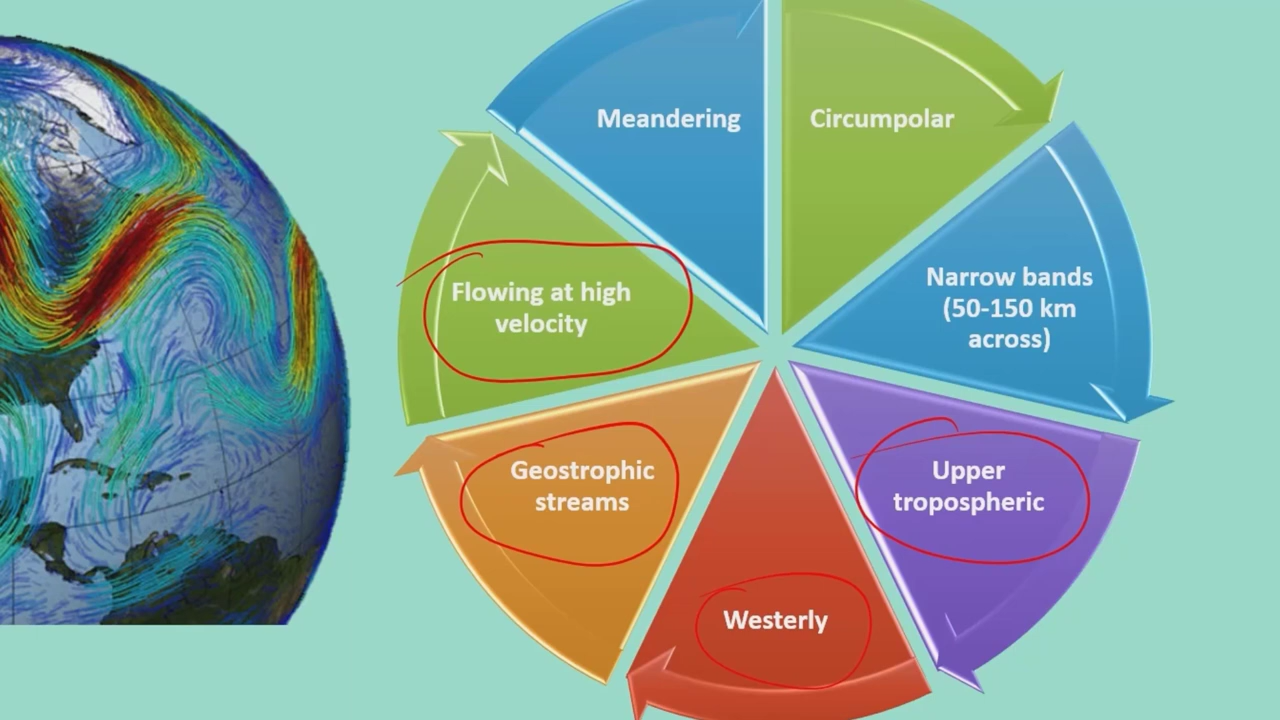 Meandering
Circumpolar
Narrow bands
(50-150 km
across)
Upper
tropospheric
Westerly
Geostrophic
streams
Flowing at high
velocity